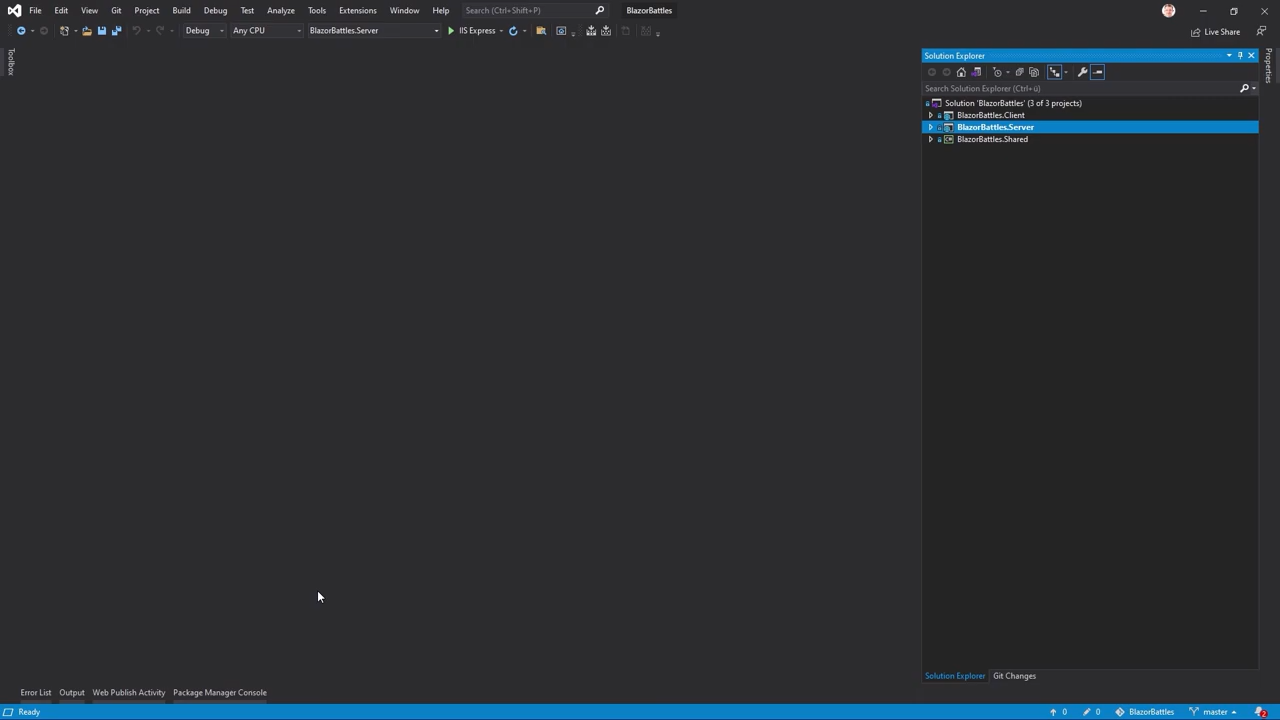 File Edit View Git Project Build Debug Test Analyze Tools Extensions Window Help Search (Ctrl+Shift+P) BlazorBattles
Debug Any CPU BlazorBattles.Server IIS Express Live Share
Toolbox
Solution Explorer
Properties
Search Solution Explorer (Ctrl+ü)
Solution 'BlazorBattles' (3 of 3 projects)
BlazorBattles.Client
BlazorBattles.Server
C# BlazorBattles.Shared
Solution Explorer Git Changes
Error List Output Web Publish Activity Package Manager Console
Ready 0 0 BlazorBattles master 2